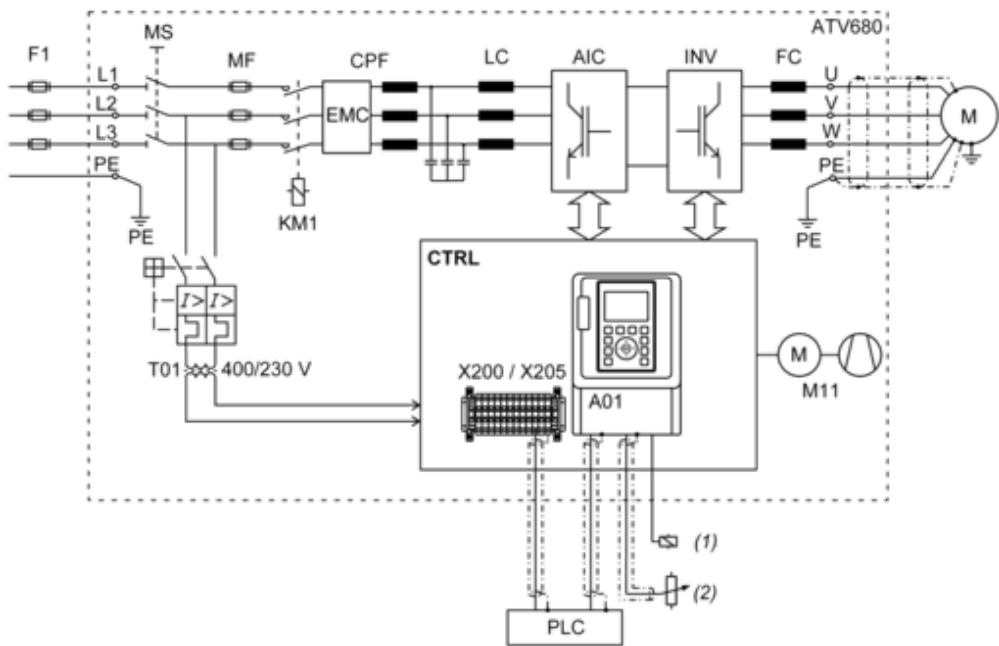 ATV680
F1
MS
MF
CPF
LC
AIC
INV
FC
L1
L2
L3
PE
EMC
U
V
W
PE
M
PE
KM1
PE
CTRL
I> I>
T01 400/230 V
X200 / X205
A01
M
M11
(1)
(2)
PLC